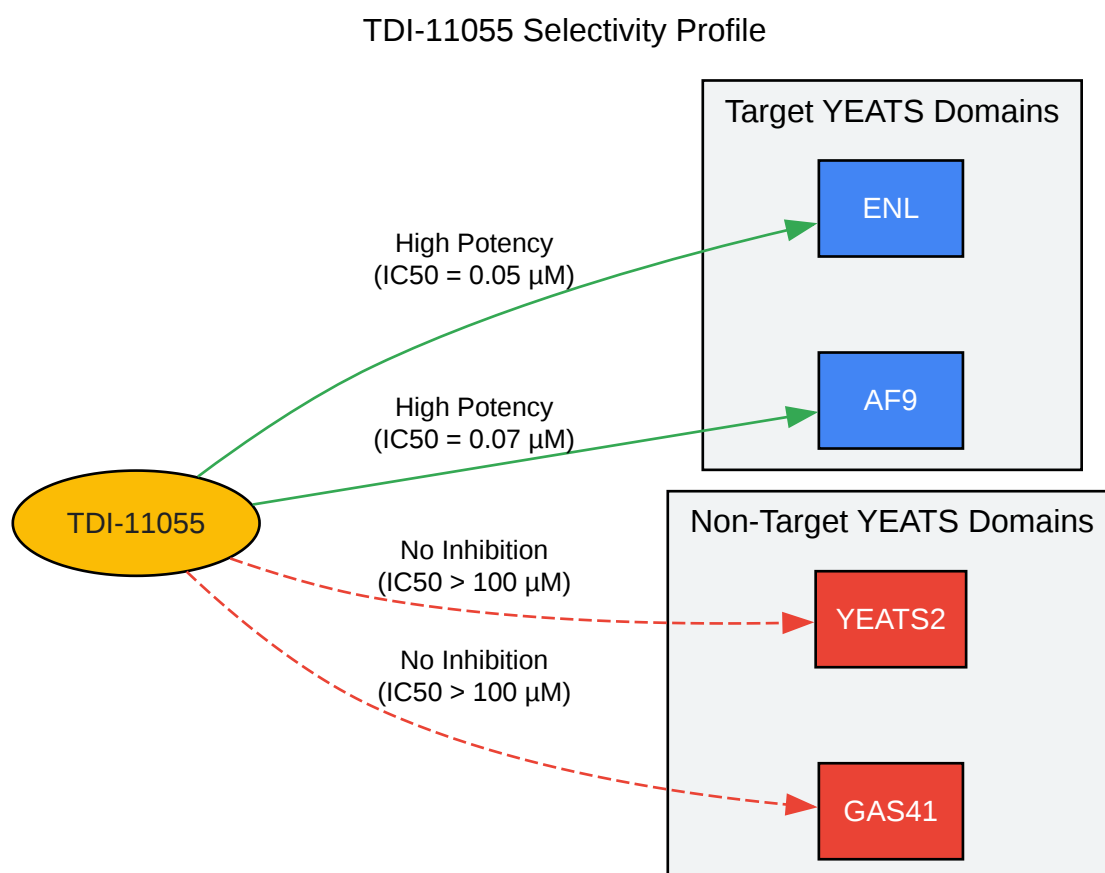 TDI-11055 Selectivity Profile
Target YEATS Domains
ENL
High Potency
(IC50 = 0.05 µM)
AF9
High Potency
(IC50 = 0.07 µM)
TDI-11055
Non-Target YEATS Domains
No Inhibition
(IC50 > 100 µM)
YEATS2
No Inhibition
(IC50 > 100 µM)
GAS41